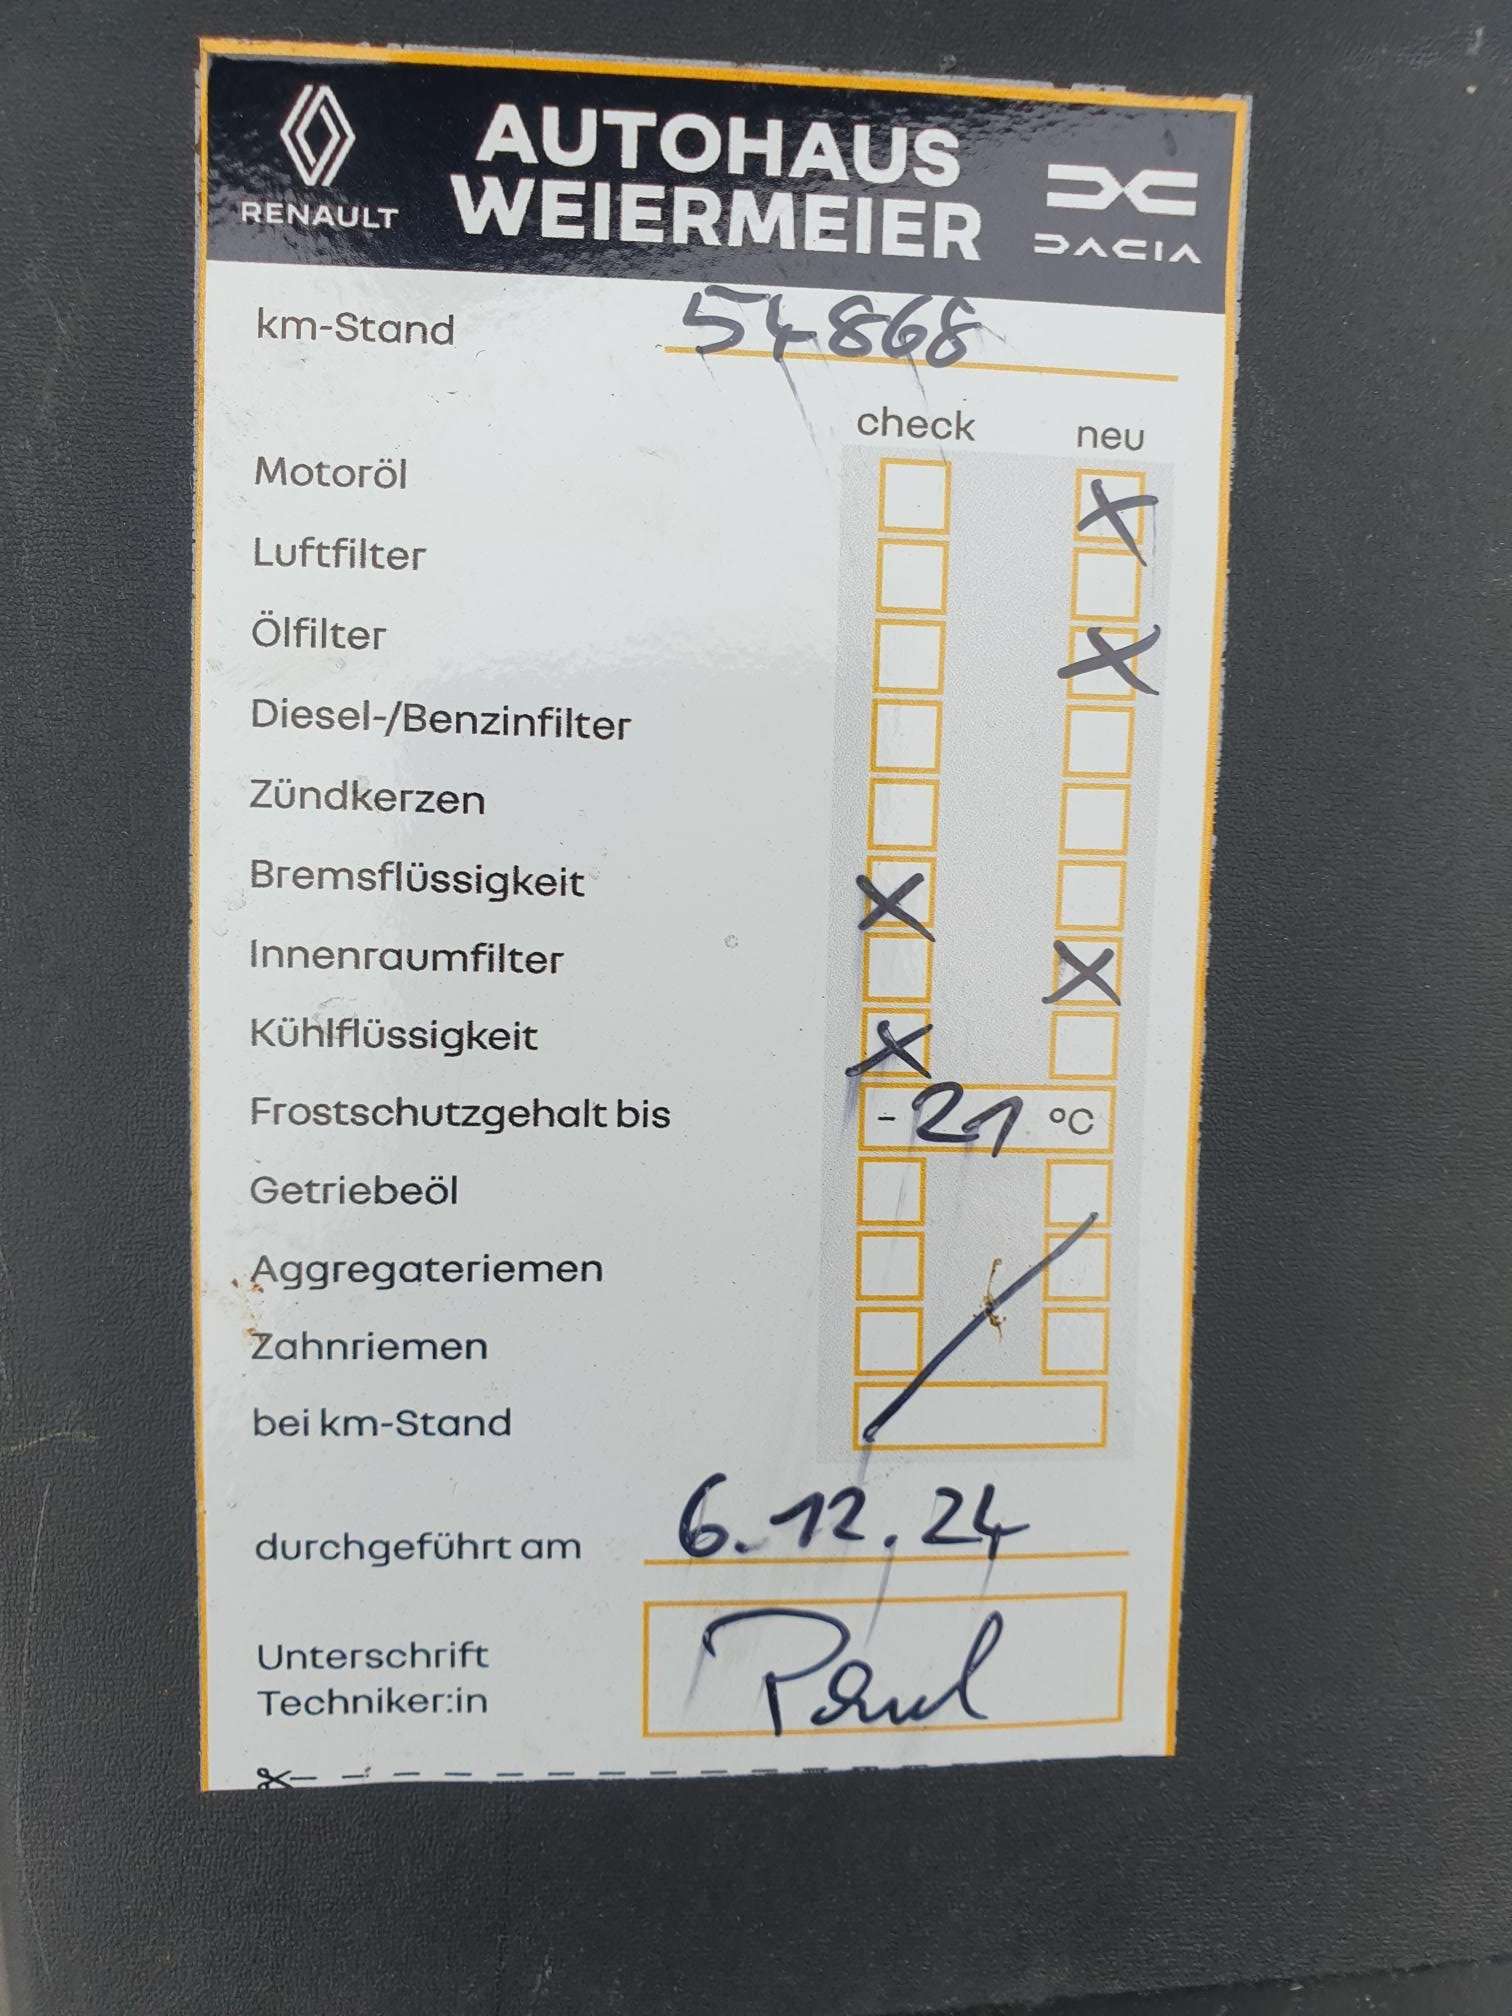 AUTOHAUS
WEIERMEIER
RENAULT
DACIA
km-Stand 54868
check neu
Motoröl X
Luftfilter
Ölfilter X
Diesel-/Benzinfilter
Zündkerzen
Bremsflüssigkeit X
Innenraumfilter X
Kühlflüssigkeit X
Frostschutzgehalt bis - 21 °C
Getriebeöl
Aggregateriemen
Zahnriemen
bei km-Stand
durchgeführt am 6.12.24
Unterschrift
Techniker:in